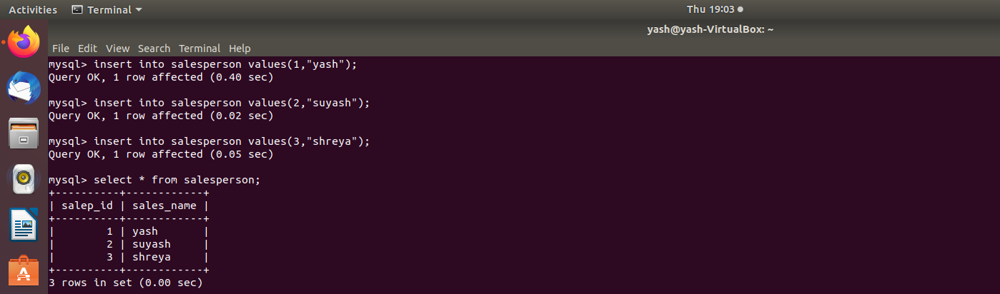 Activities Terminal Thu 19:03
yash@yash-VirtualBox: ~
File Edit View Search Terminal Help
mysql> insert into salesperson values(1,"yash");
Query OK, 1 row affected (0.40 sec)
mysql> insert into salesperson values(2,"suyash");
Query OK, 1 row affected (0.02 sec)
mysql> insert into salesperson values(3,"shreya");
Query OK, 1 row affected (0.05 sec)
mysql> select * from salesperson;
+----------+------------+
| salep_id | sales_name |
+----------+------------+
|        1 | yash       |
|        2 | suyash     |
|        3 | shreya     |
+----------+------------+
3 rows in set (0.00 sec)